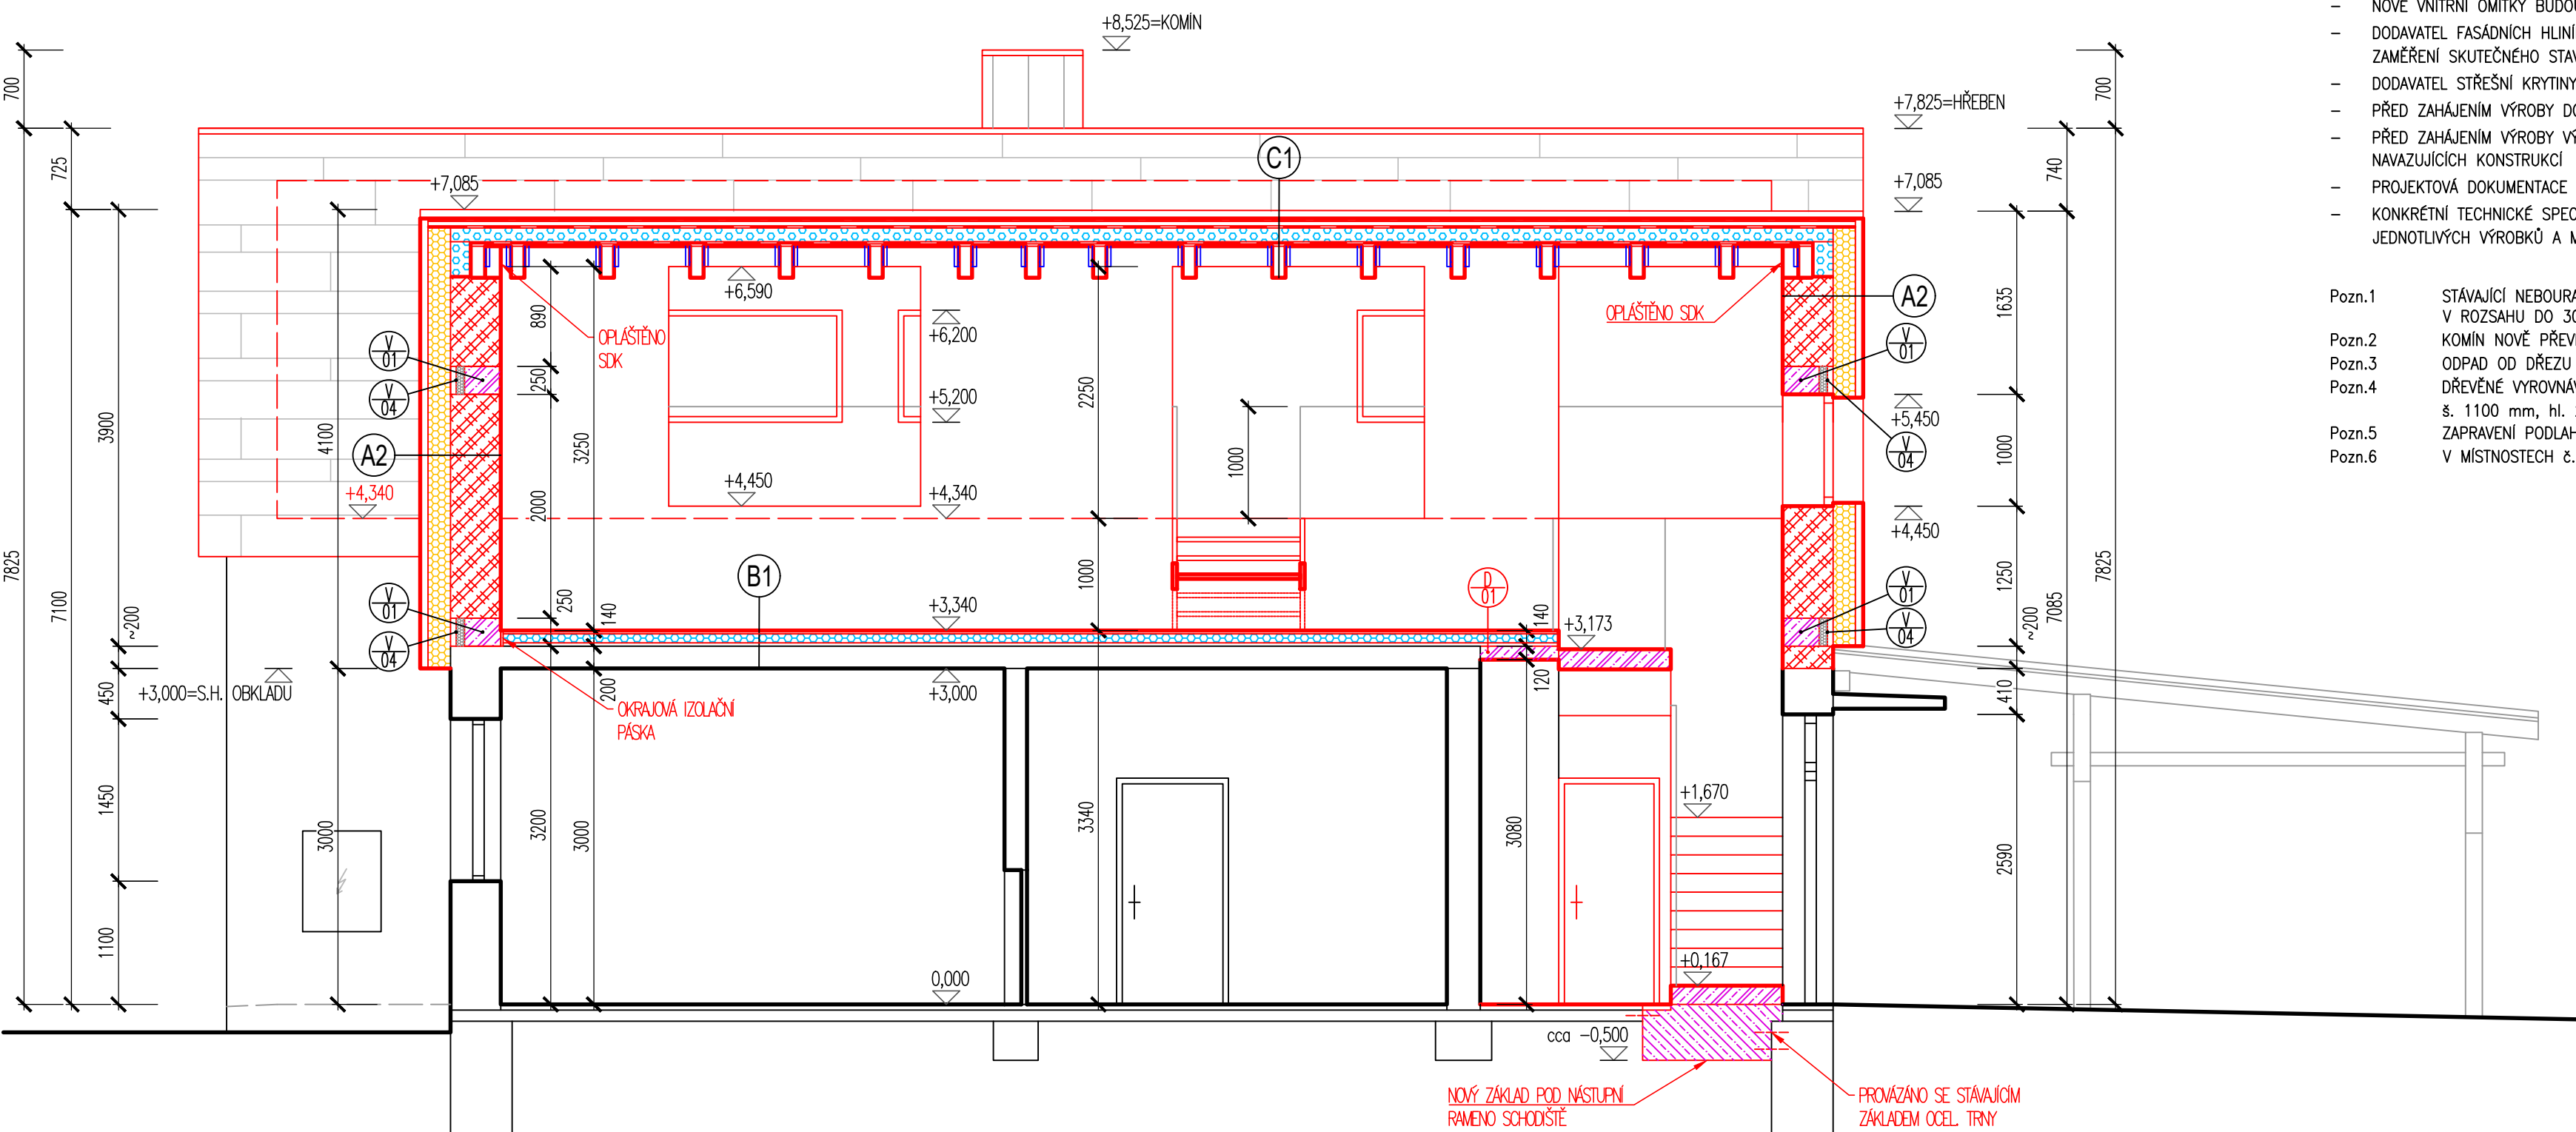 +8,525=KOMÍN
+7,825=HŘEBEN
+7,085
+7,085
C1
700
725
7825
7100
3900
~200
450
1450
1100
4100
3000
+4,340
+3,000=S.H. OBKLADU
V
01
V
04
A2
V
01
V
04
890
250
2000
250
3200
3250
140
200
3000
OPLÁŠTĚNO
SDK
+6,590
+6,200
+5,200
+4,450
+4,340
B1
+3,340
+3,000
0,000
OKRAJOVÁ IZOLAČNÍ
PÁSKA
2250
1000
3340
1000
OPLÁŠTĚNO SDK
D
01
140
120
3080
+3,173
+1,670
+0,167
cca -0,500
NOVÝ ZÁKLAD POD NÁSTUPNÍ
RAMENO SCHODIŠTĚ
PROVÁZÁNO SE STÁVAJÍCÍM
ZÁKLADEM OCEL. TRNY
A2
V
01
+5,450
V
04
+4,450
V
01
V
04
1635
1000
1250
~200
410
2590
740
7085
700
7825
- NOVÉ VNITŘNÍ OMÍTKY
- DODAVATEL FASÁDNÍCH
ZAMĚŘENÍ SKUTEČNÉHO
- DODAVATEL STŘEŠNÍ KRYTINY
- PŘED ZAHÁJENÍM VÝROBY
- PŘED ZAHÁJENÍM VÝROBY
NAVAZUJÍCÍCH KONSTRUKCÍ
- PROJEKTOVÁ DOKUMENTACE
- KONKRÉTNÍ TECHNICKÉ
JEDNOTLIVÝCH VÝROBKŮ A
Pozn.1 STÁVAJÍCÍ
V ROZSAHU DO
Pozn.2 KOMÍN NOVĚ
Pozn.3 ODPAD OD DŘEZU
Pozn.4 DŘEVĚNÉ
š. 1100 mm, hl.
Pozn.5 ZAPRAVENÍ
Pozn.6 V MÍSTNOSTECH č.